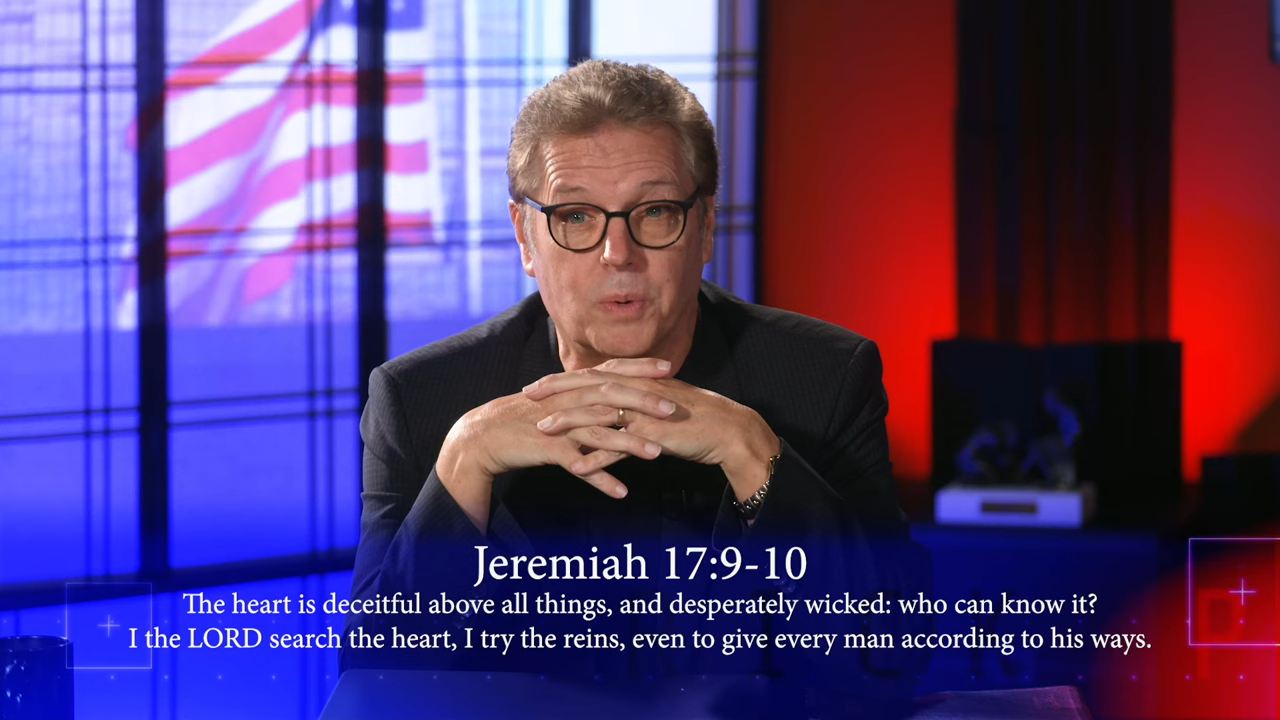 Jeremiah 17:9-10
The heart is deceitful above all things, and desperately wicked: who can know it?
I the LORD search the heart, I try the reins, even to give every man according to his ways.